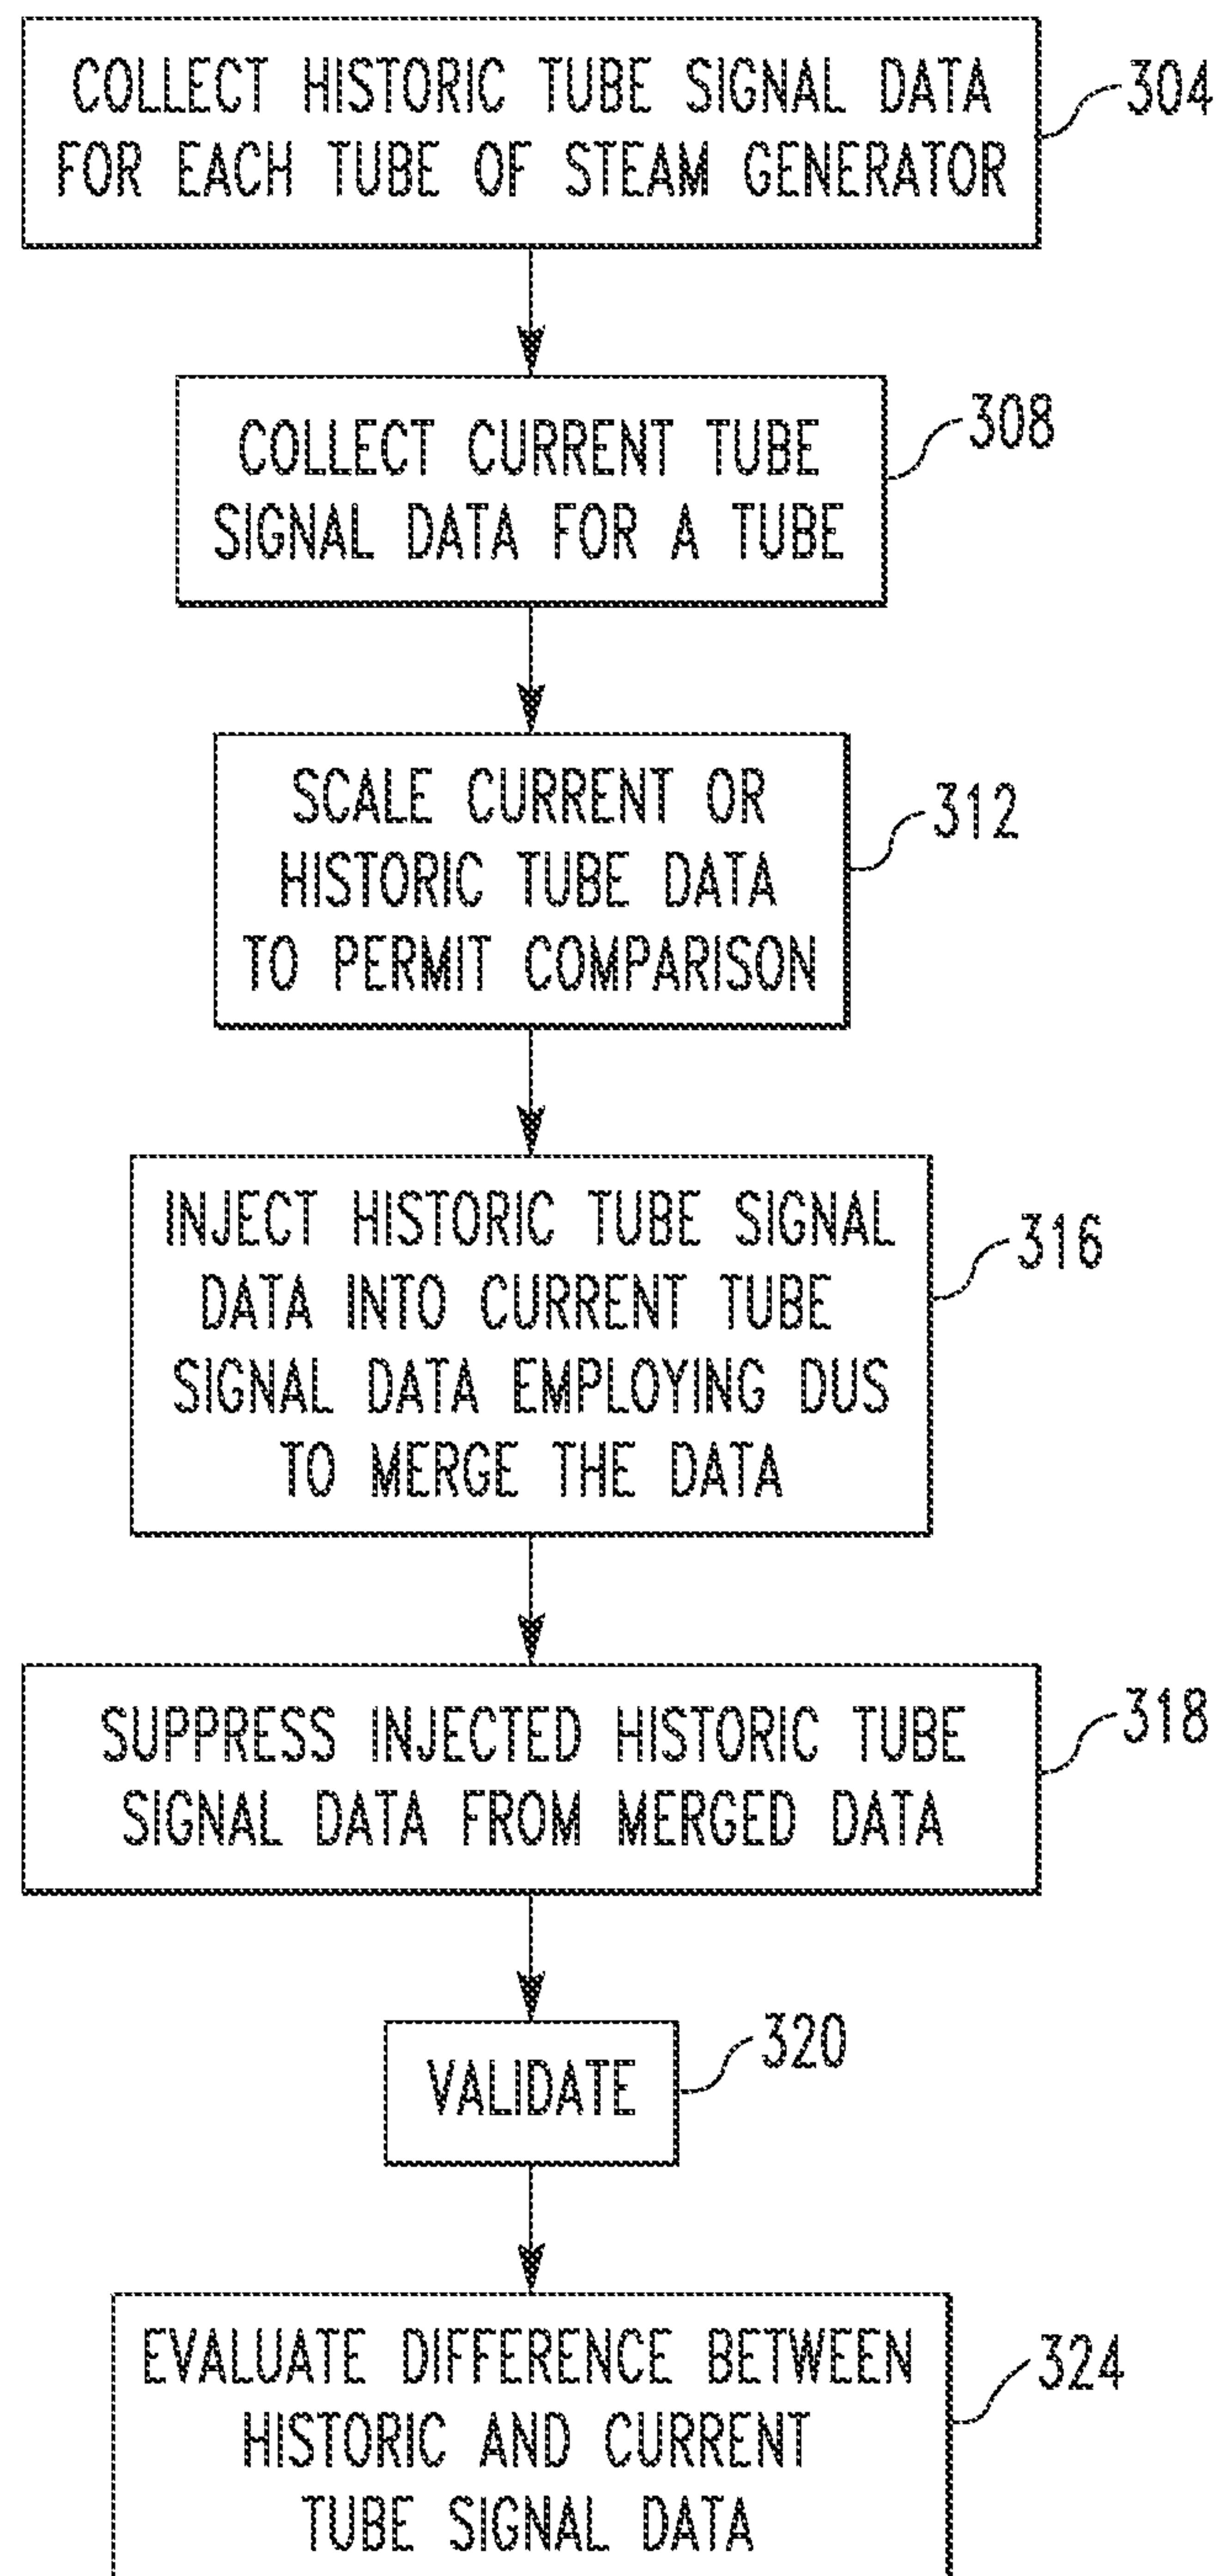 COLLECT HISTORIC TUBE SIGNAL DATA
FOR EACH TUBE OF STEAM GENERATOR
304
COLLECT CURRENT TUBE
SIGNAL DATA FOR A TUBE
308
SCALE CURRENT OR
HISTORIC TUBE DATA
TO PERMIT COMPARISON
312
INJECT HISTORIC TUBE SIGNAL
DATA INTO CURRENT TUBE
SIGNAL DATA EMPLOYING DUS
TO MERGE THE DATA
316
SUPPRESS INJECTED HISTORIC TUBE
SIGNAL DATA FROM MERGED DATA
318
VALIDATE
320
EVALUATE DIFFERENCE BETWEEN
HISTORIC AND CURRENT
TUBE SIGNAL DATA
324